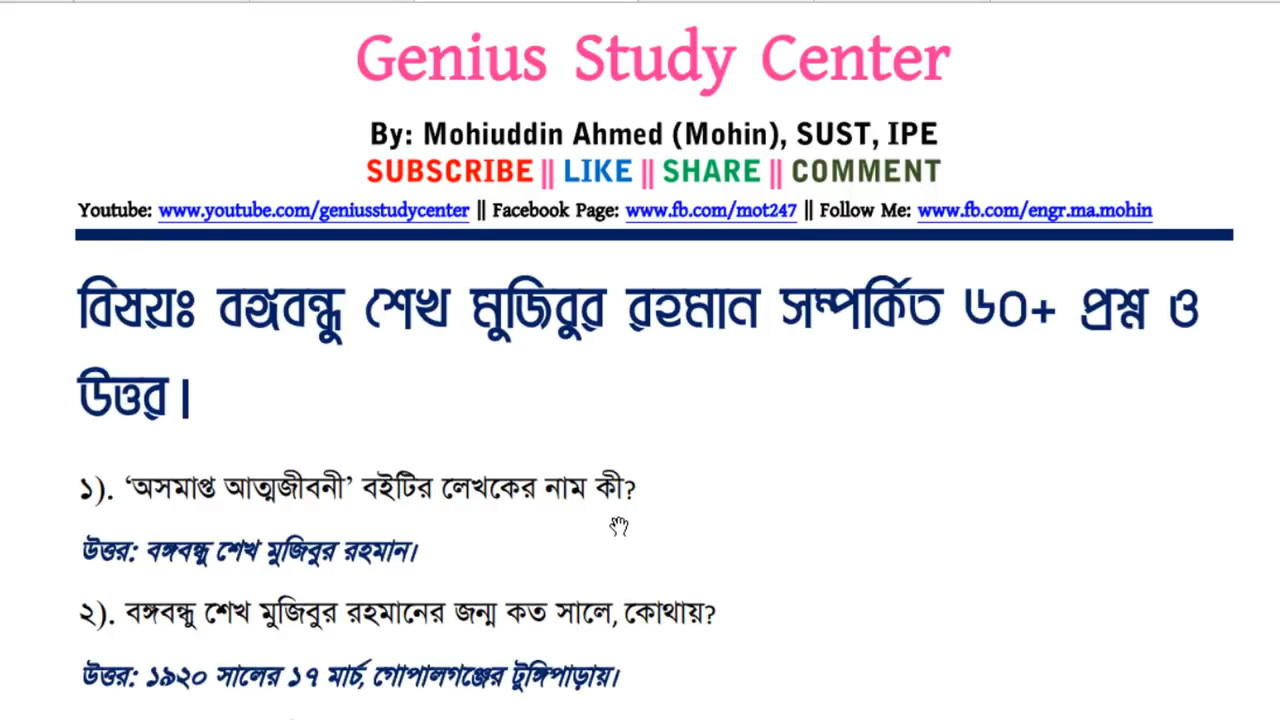 Genius Study Center
By: Mohiuddin Ahmed (Mohin), SUST, IPE
SUBSCRIBE || LIKE || SHARE || COMMENT
Youtube: www.youtube.com/geniusstudycenter || Facebook Page: www.fb.com/mot247 || Follow Me: www.fb.com/engr.ma.mohin
বিষয়ঃ বঙ্গবন্ধু শেখ মুজিবুর রহমান সম্পর্কিত ৬০+ প্রশ্ন ও
উত্তর।
১). ‘অসমাপ্ত আত্মজীবনী’ বইটির লেখকের নাম কী?
উত্তর: বঙ্গবন্ধু শেখ মুজিবুর রহমান।
২). বঙ্গবন্ধু শেখ মুজিবুর রহমানের জন্ম কত সালে, কোথায়?
উত্তর: ১৯২০ সালের ১৭ মার্চ, গোপালগঞ্জের টুঙ্গিপাড়ায়।